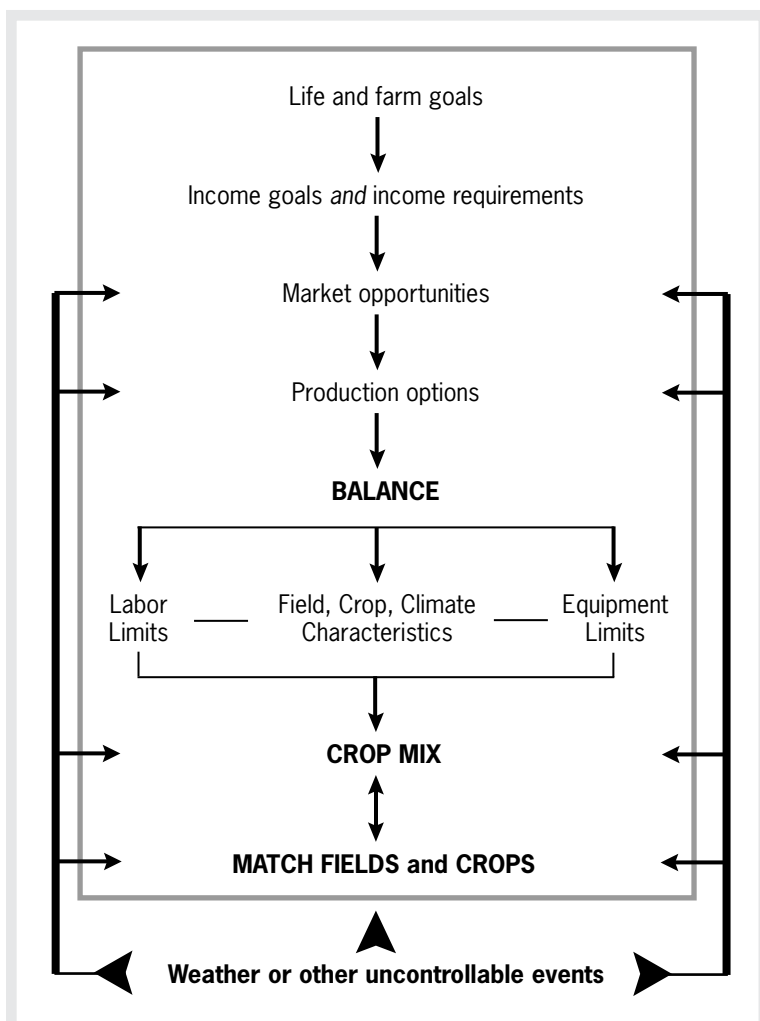 Life and farm goals
Income goals and income requirements
Market opportunities
Production options
BALANCE
Labor
Limits
Field, Crop, Climate
Characteristics
Equipment
Limits
CROP MIX
MATCH FIELDS and CROPS
Weather or other uncontrollable events